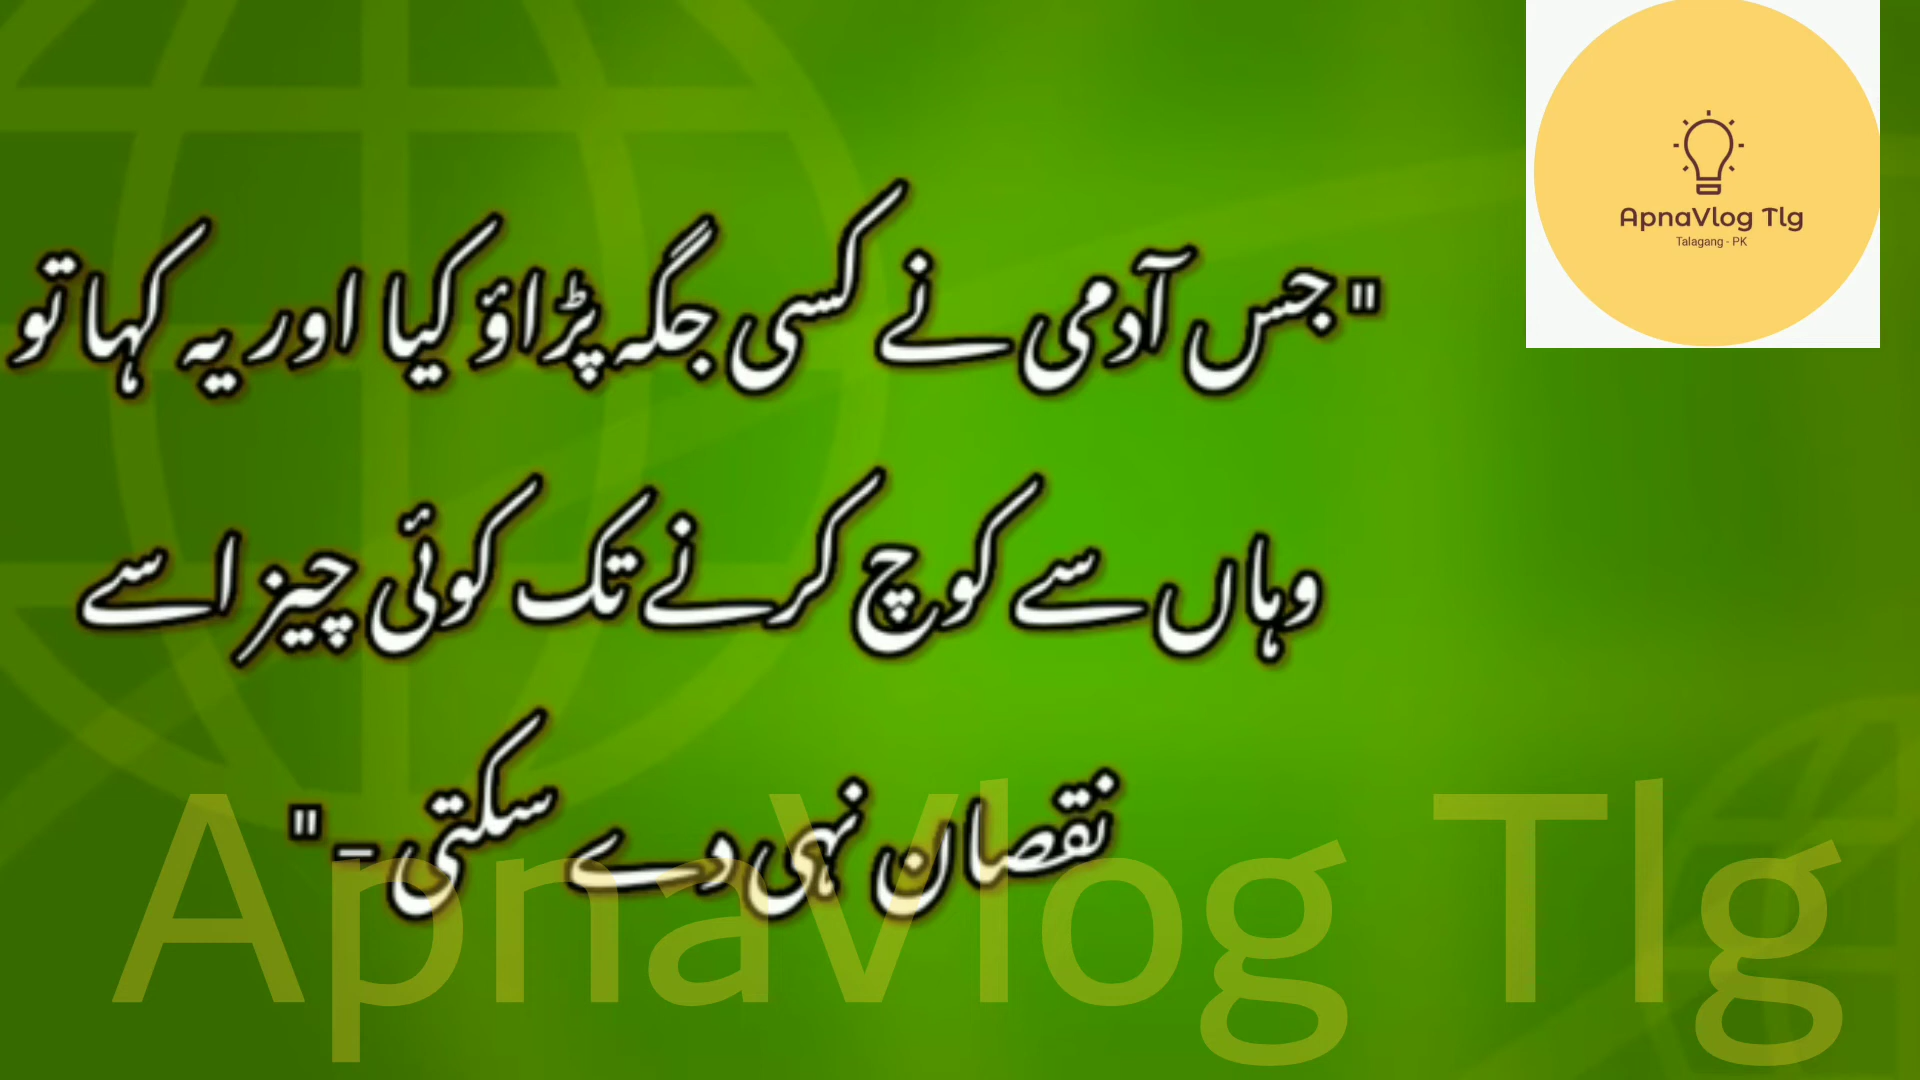 "جس آدمی نے کسی جگہ پڑاؤ کیا اور یہ کہا تو
وہاں سے کوچ کرنے تک کوئی چیز اسے
نقصان نہی دے سکتی -"
ApnaVlog Tlg
Talagang - PK
ApnaVlog Tlg